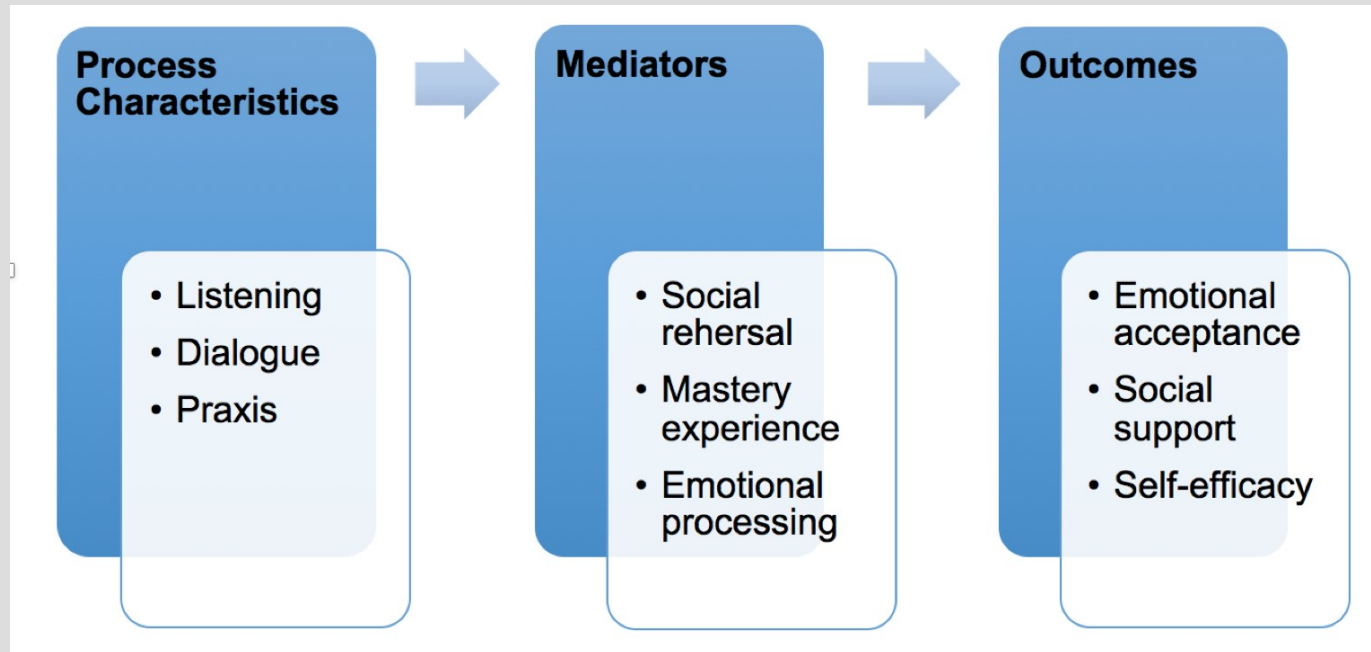 Process
Characteristics
• Listening
• Dialogue
• Praxis
Mediators
• Social
rehersal
• Mastery
experience
• Emotional
processing
Outcomes
• Emotional
acceptance
• Social
support
• Self-efficacy